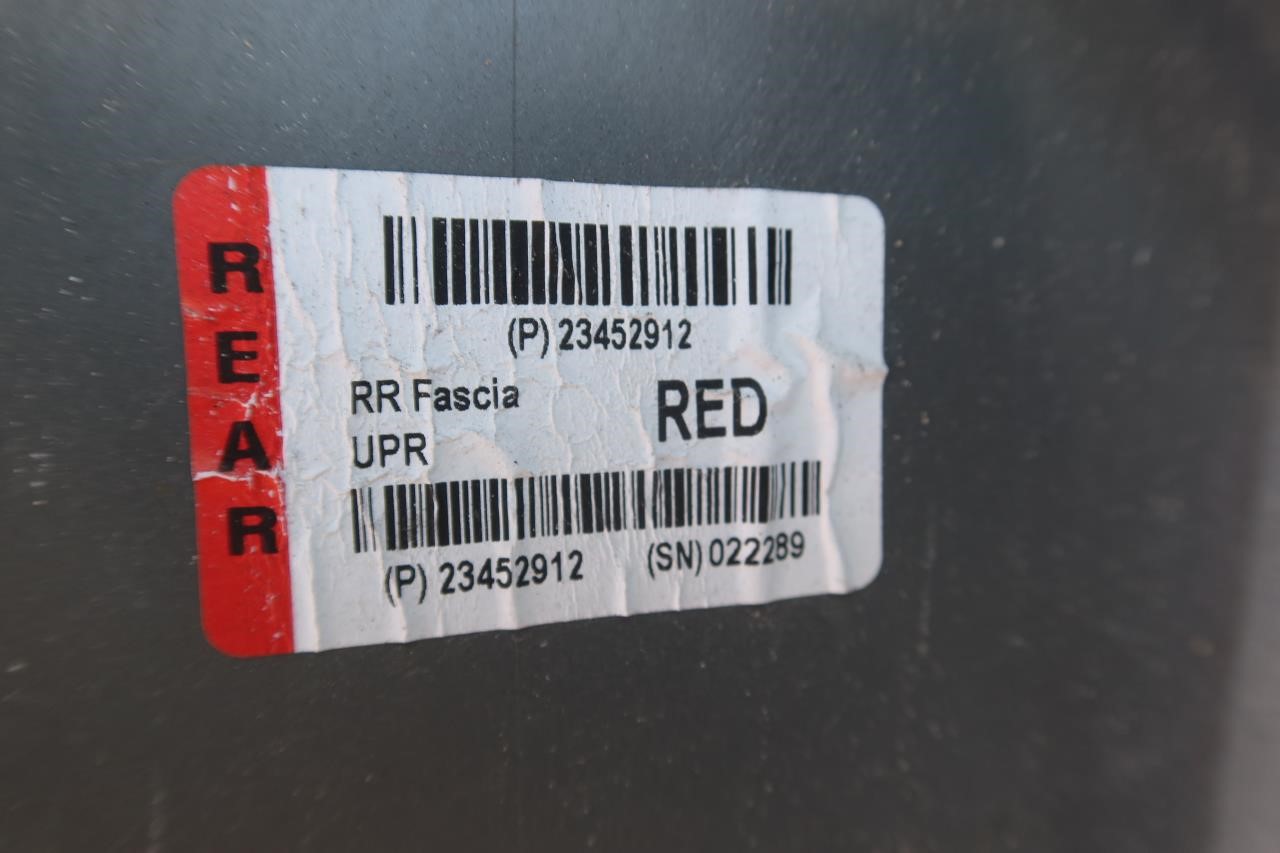 REAR
(P) 23452912
RR Fascia
UPR
RED
(P) 23452912 (SN) 022289